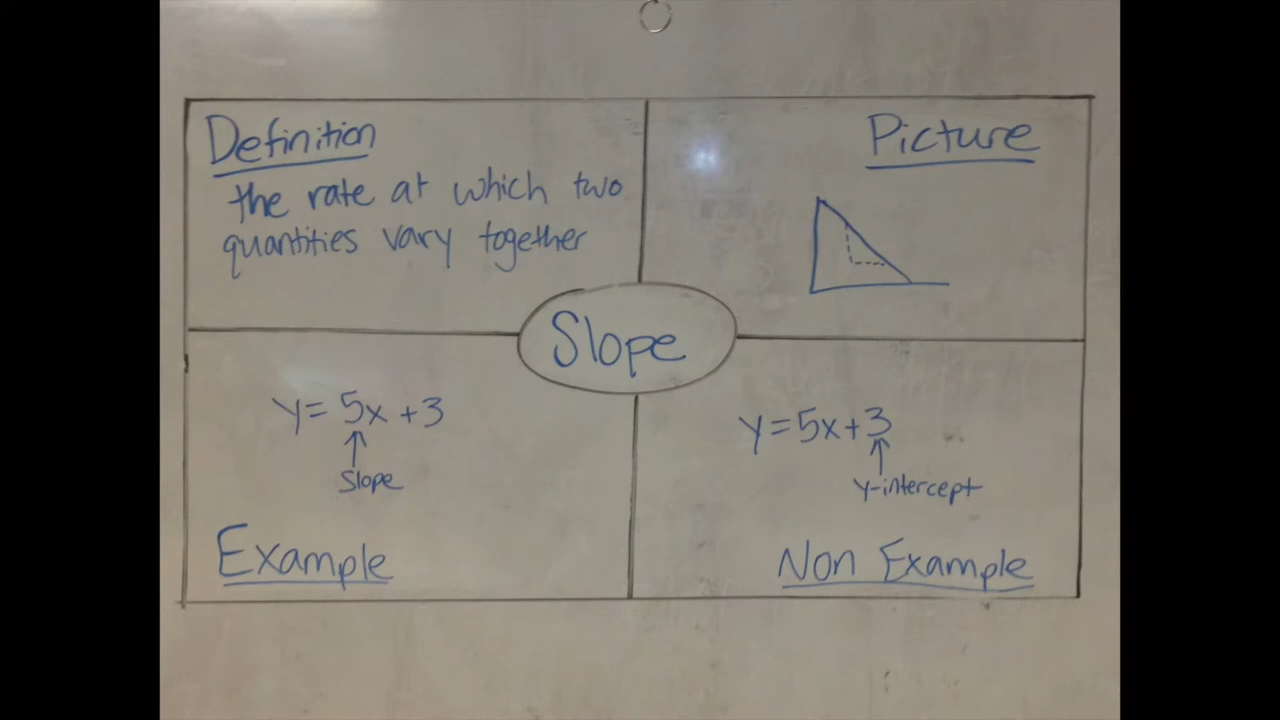 Definition
the rate at which two
quantities vary together
Picture
Slope
y = 5x + 3
Slope
Example
y = 5x + 3
y-intercept
Non Example